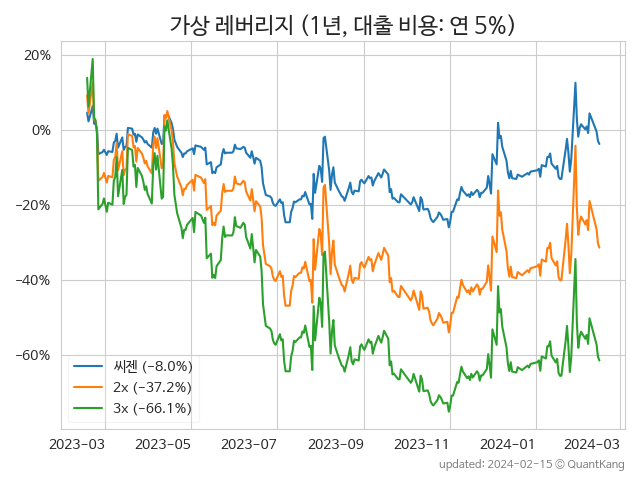 가상 레버리지 (1년, 대출 비용: 연 5%)
20%
0%
−20%
−40%
−60%
씨젠 (−8.0%)
2x (−37.2%)
3x (−66.1%)
2023-03 2023-05 2023-07 2023-09 2023-11 2024-01 2024-03
updated: 2024-02-15 © QuantKang